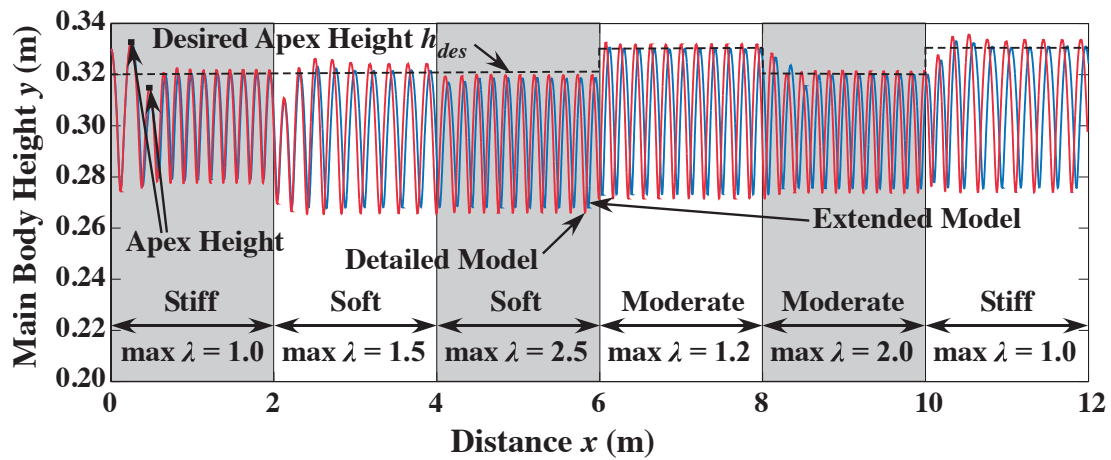 0.34
0.32
0.30
0.28
0.26
0.24
0.22
0.20
Main Body Height y (m)
Desired Apex Height h_des
Apex Height
Detailed Model
Extended Model
Stiff
Soft
Soft
Moderate
Moderate
Stiff
max λ = 1.0
max λ = 1.5
max λ = 2.5
max λ = 1.2
max λ = 2.0
max λ = 1.0
0
2
4
6
8
10
12
Distance x (m)